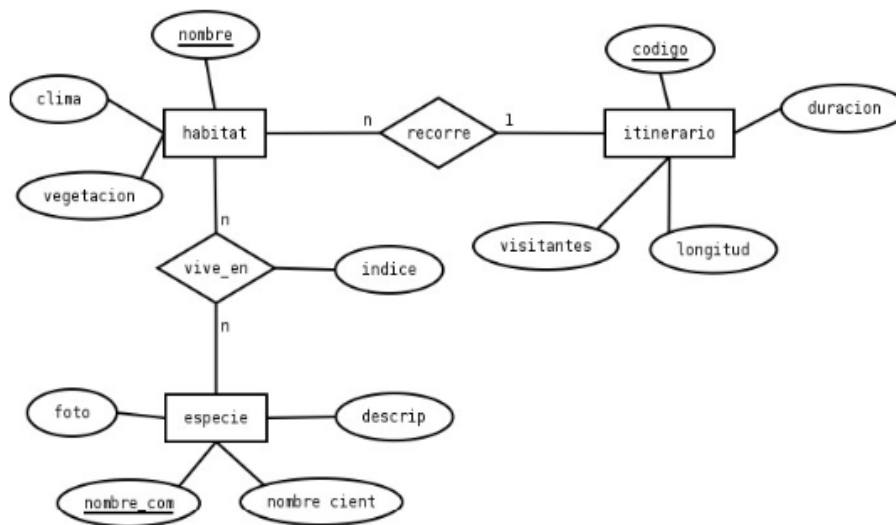 nombre
codigo
clima
duracion
habitat
n
recorre
1
itinerario
vegetacion
visitantes
longitud
n
vive_en
indice
n
foto
especie
descrip
nombre_com
nombre cient